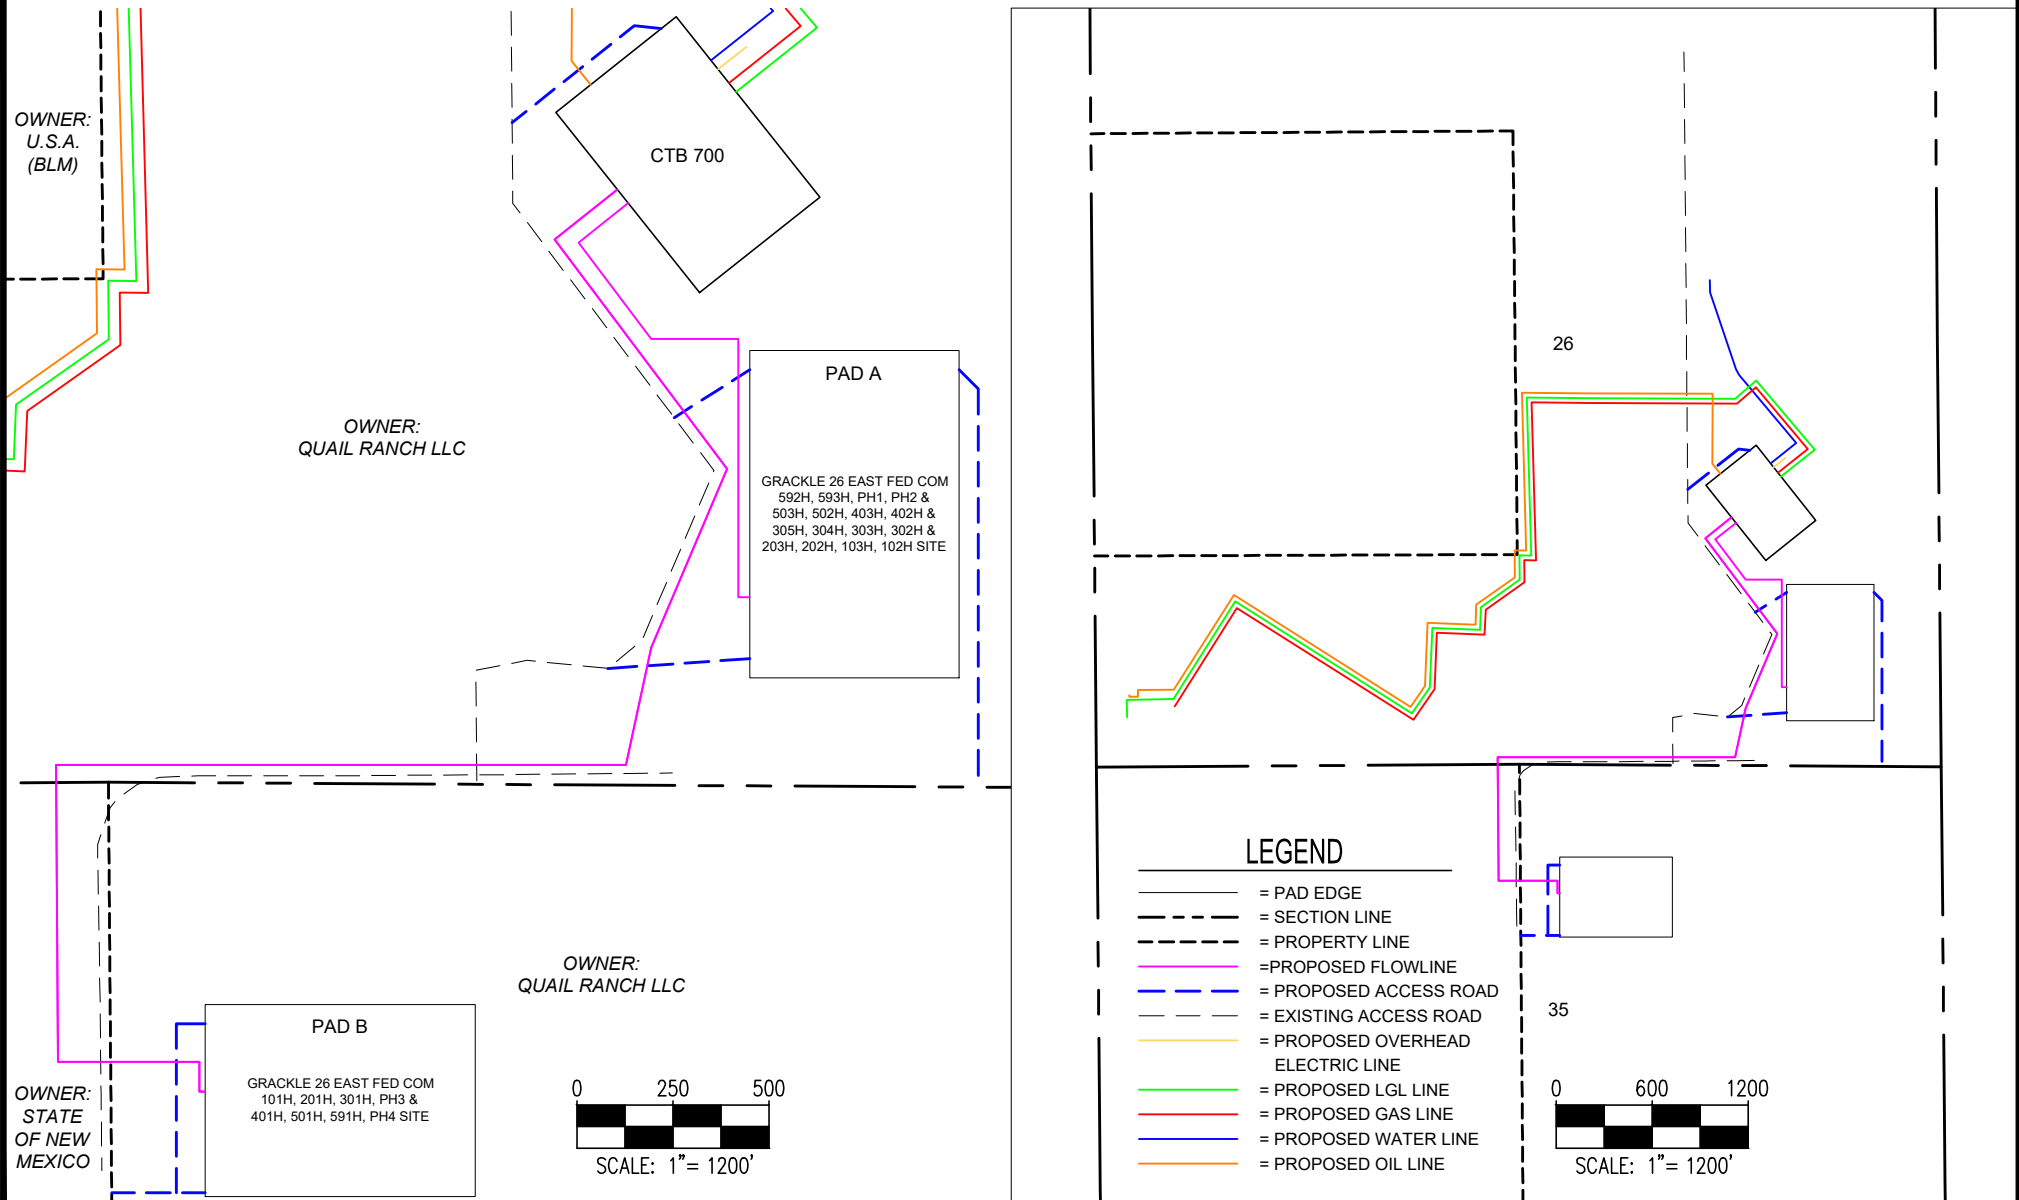 OWNER:
U.S.A.
(BLM)
CTB 700
OWNER:
QUAIL RANCH LLC
PAD A
GRACKLE 26 EAST FED COM
592H, 593H, PH1, PH2 &
503H, 502H, 403H, 402H &
305H, 304H, 303H, 302H &
203H, 202H, 103H, 102H SITE
OWNER:
QUAIL RANCH LLC
PAD B
GRACKLE 26 EAST FED COM
101H, 201H, 301H, PH3 &
401H, 501H, 591H, PH4 SITE
OWNER:
STATE
OF NEW
MEXICO
0 250 500
SCALE: 1"= 1200'
26
LEGEND
= PAD EDGE
= SECTION LINE
= PROPERTY LINE
=PROPOSED FLOWLINE
= PROPOSED ACCESS ROAD
= EXISTING ACCESS ROAD
= PROPOSED OVERHEAD
ELECTRIC LINE
= PROPOSED LGL LINE
= PROPOSED GAS LINE
= PROPOSED WATER LINE
= PROPOSED OIL LINE
35
0 600 1200
SCALE: 1"= 1200'